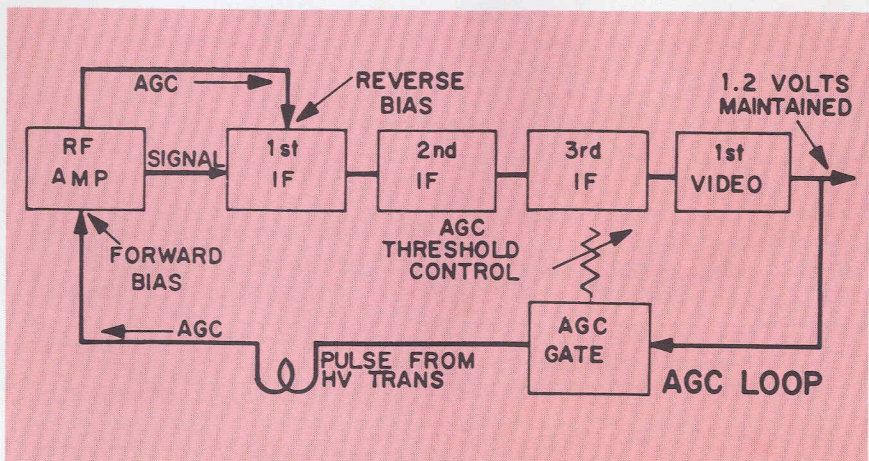 AGC
REVERSE
BIAS
1.2 VOLTS
MAINTAINED
RF
AMP
SIGNAL
1st
IF
2nd
IF
3rd
IF
1st
VIDEO
FORWARD
BIAS
AGC
THRESHOLD
CONTROL
AGC
PULSE FROM
HV TRANS
AGC
GATE
AGC LOOP